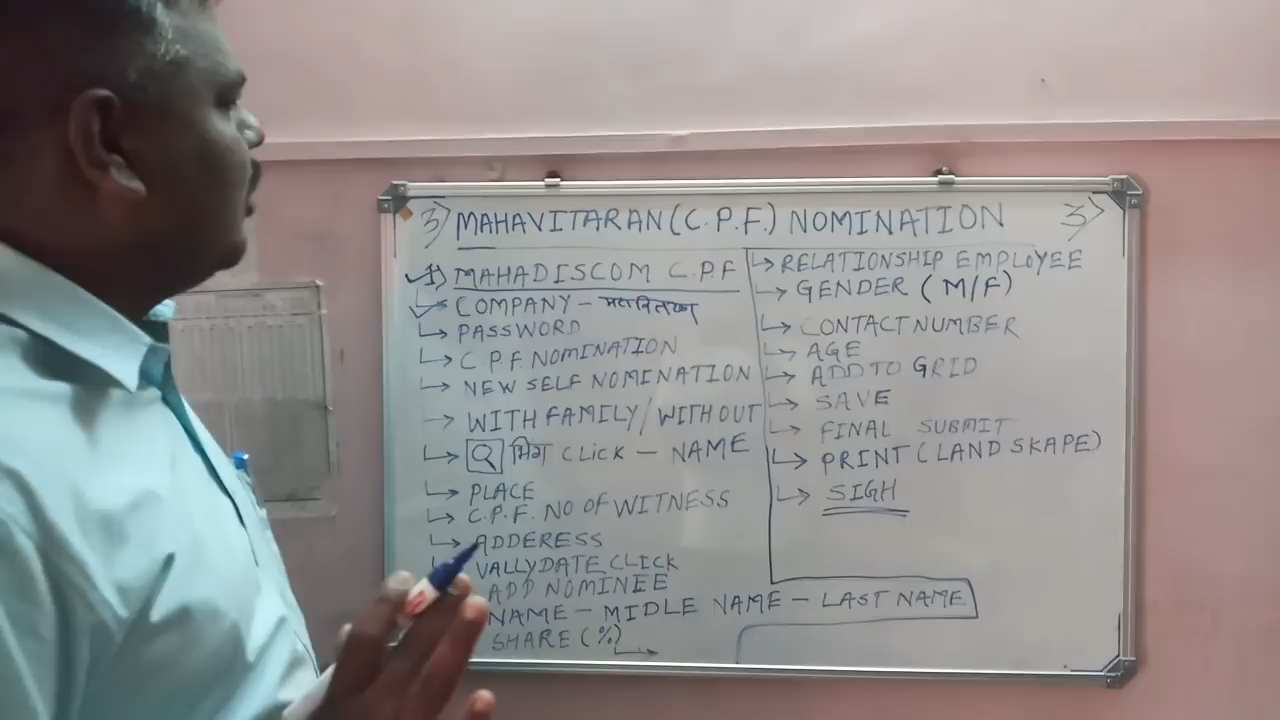 3) MAHAVITARAN (C.P.F.) NOMINATION 3)
1) MAHADISCOM C.P.F
COMPANY - महावितरण
PASSWORD
C.P.F. NOMINATION
NEW SELF NOMINATION
WITH FAMILY / WITHOUT
Q भिंग CLICK - NAME
PLACE
C.P.F. NO OF WITNESS
ADDERESS
VALLYDATE CLICK
ADD NOMINEE
NAME - MIDLE NAME - LAST NAME
SHARE (%)
RELATIONSHIP EMPLOYEE
GENDER (M/F)
CONTACT NUMBER
AGE
ADD TO GRID
SAVE
FINAL SUBMIT
PRINT (LAND SKAPE)
SIGH